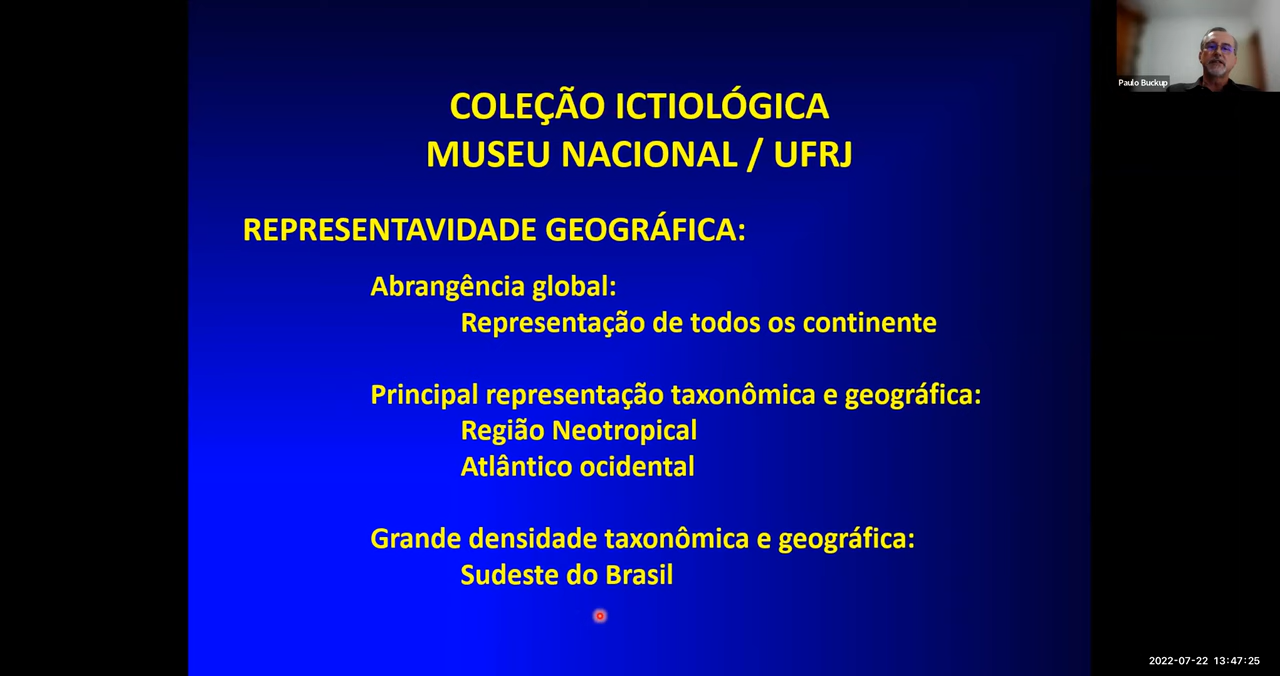 COLEÇÃO ICTIOLÓGICA
MUSEU NACIONAL / UFRJ
REPRESENTAVIDADE GEOGRÁFICA:
Abrangência global:
Representação de todos os continente
Principal representação taxonômica e geográfica:
Região Neotropical
Atlântico ocidental
Grande densidade taxonômica e geográfica:
Sudeste do Brasil
Paulo Buckup
2022-07-22 13:47:25